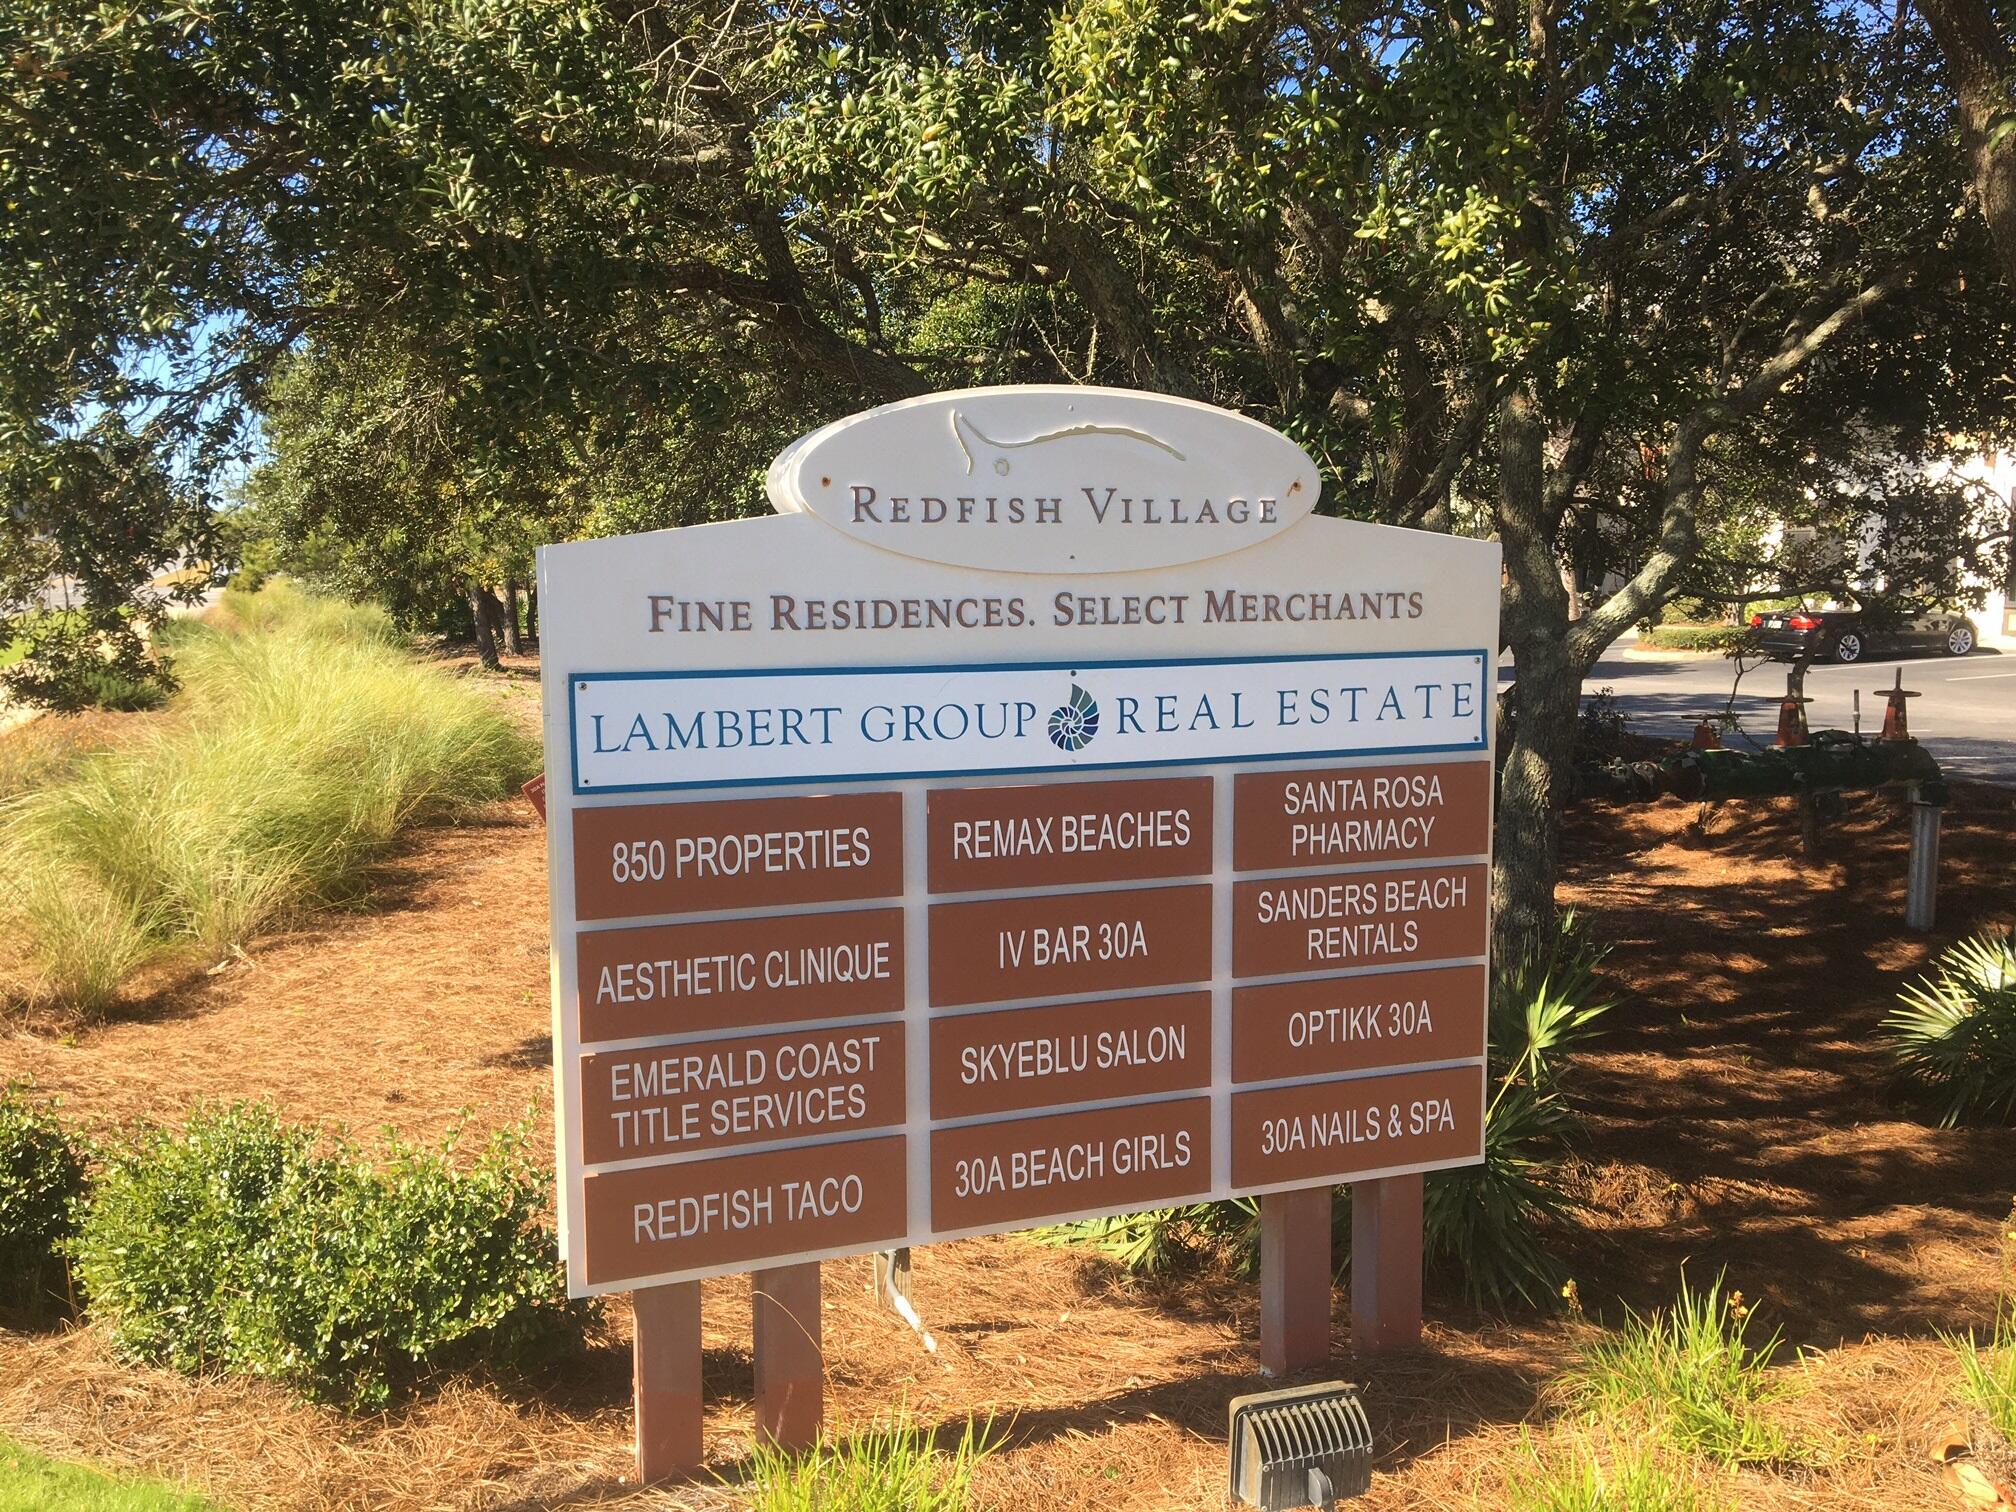 REDFISH VILLAGE
FINE RESIDENCES. SELECT MERCHANTS
LAMBERT GROUP REAL ESTATE
850 PROPERTIES
REMAX BEACHES
SANTA ROSA
PHARMACY
AESTHETIC CLINIQUE
IV BAR 30A
SANDERS BEACH
RENTALS
EMERALD COAST
TITLE SERVICES
SKYEBLU SALON
OPTIKK 30A
REDFISH TACO
30A BEACH GIRLS
30A NAILS & SPA